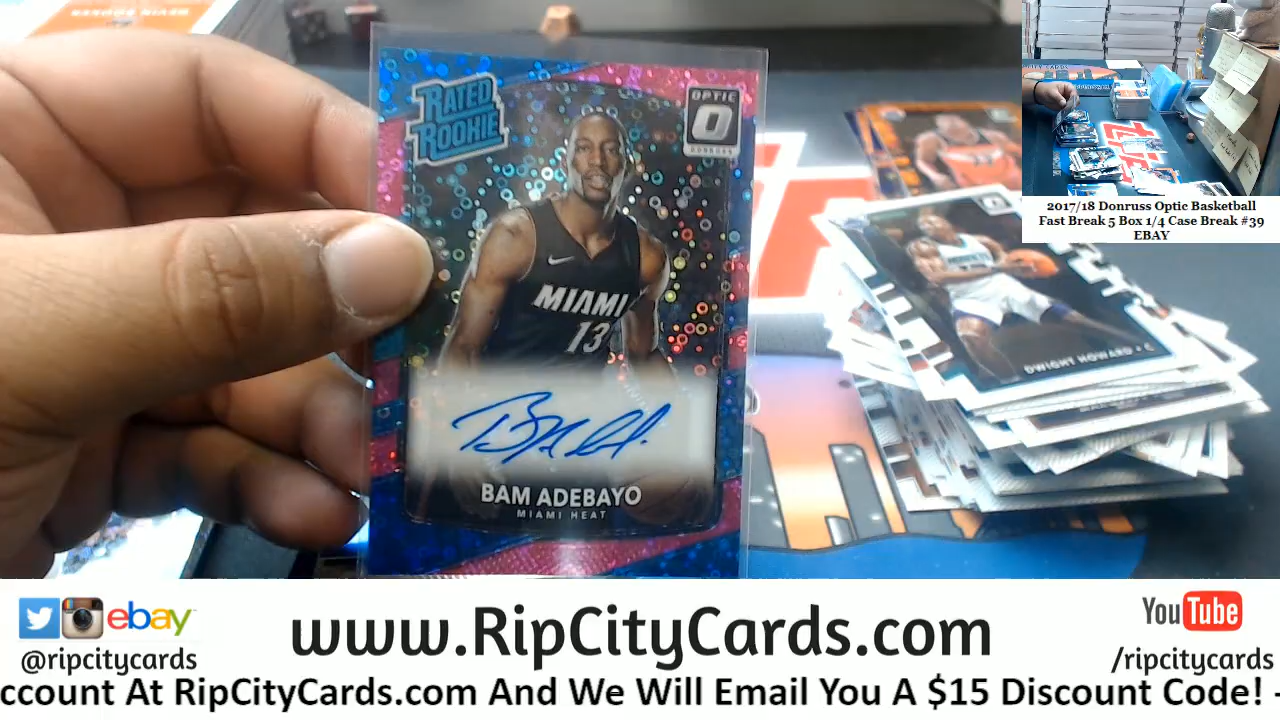 RATED
ROOKIE
OPTIC
DONRUSS
MIAMI
13
BAM ADEBAYO
MIAMI HEAT
DWIGHT HOWARD • C
2017/18 Donruss Optic Basketball
Fast Break 5 Box 1/4 Case Break #39
EBAY
ebay
@ripcitycards
www.RipCityCards.com
YouTube
/ripcitycards
ccount At RipCityCards.com And We Will Email You A $15 Discount Code! -